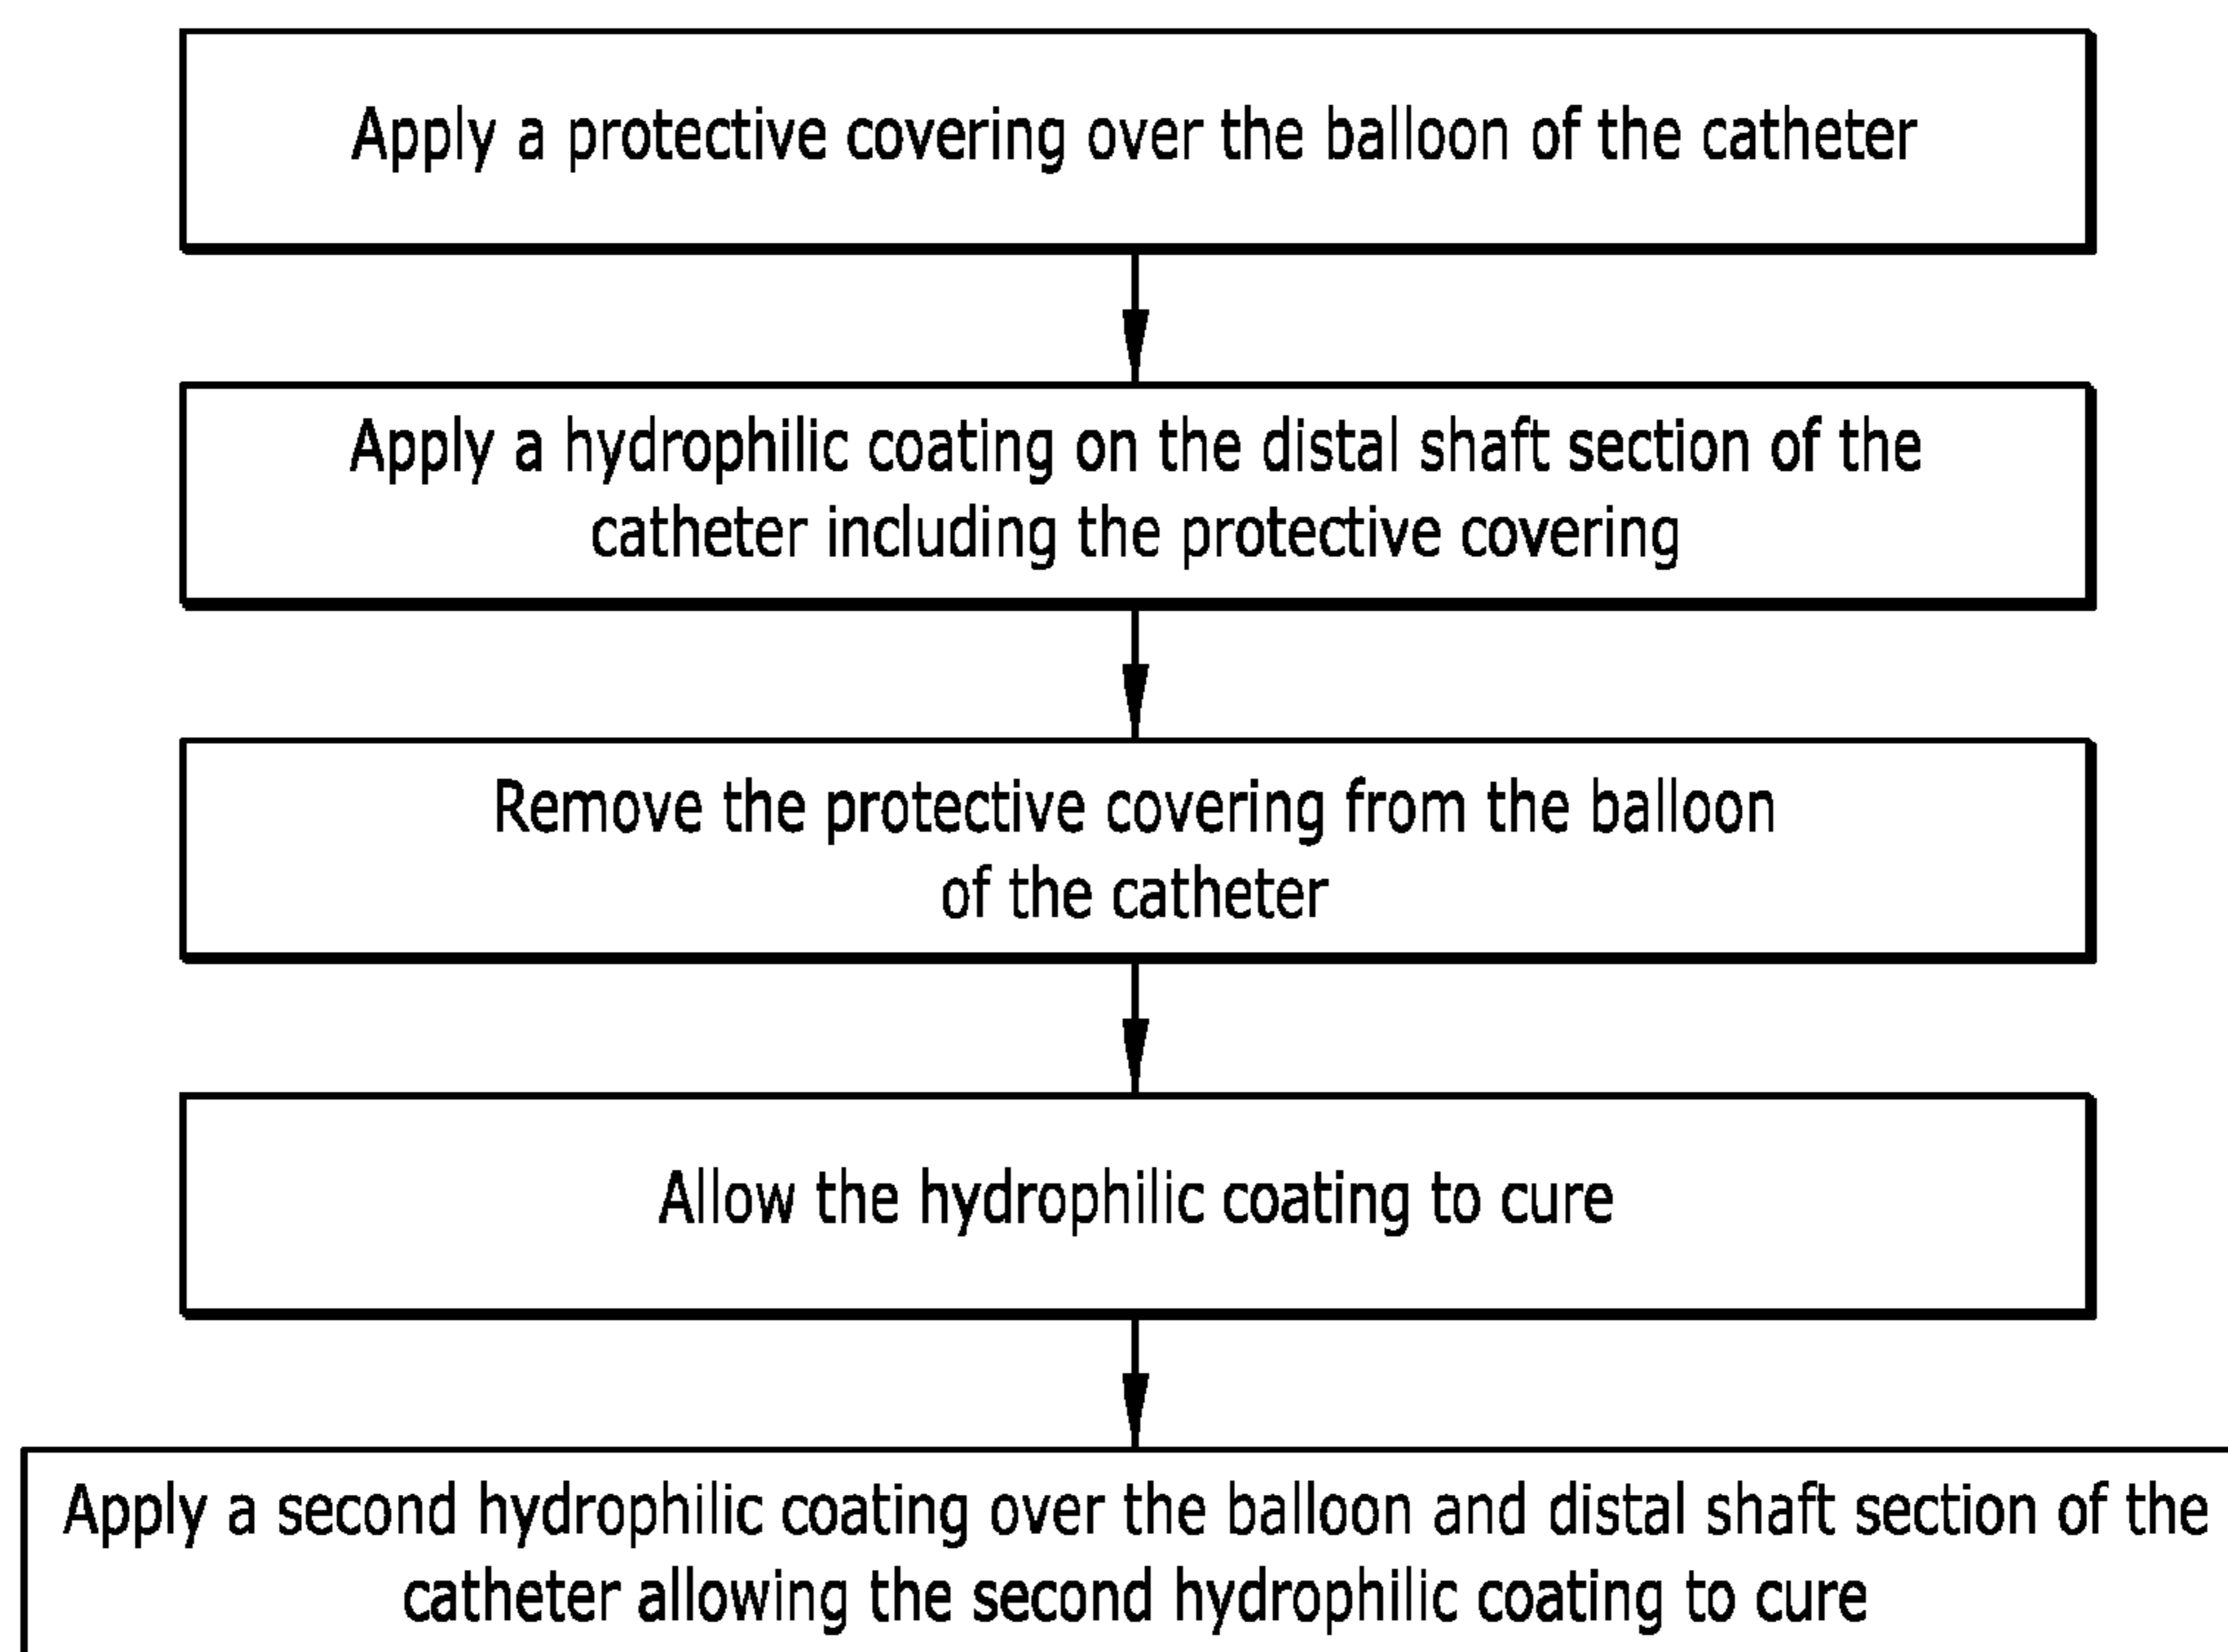 Apply a protective covering over the balloon of the catheter
Apply a hydrophilic coating on the distal shaft section of the
catheter including the protective covering
Remove the protective covering from the balloon
of the catheter
Allow the hydrophilic coating to cure
Apply a second hydrophilic coating over the balloon and distal shaft section of the
catheter allowing the second hydrophilic coating to cure